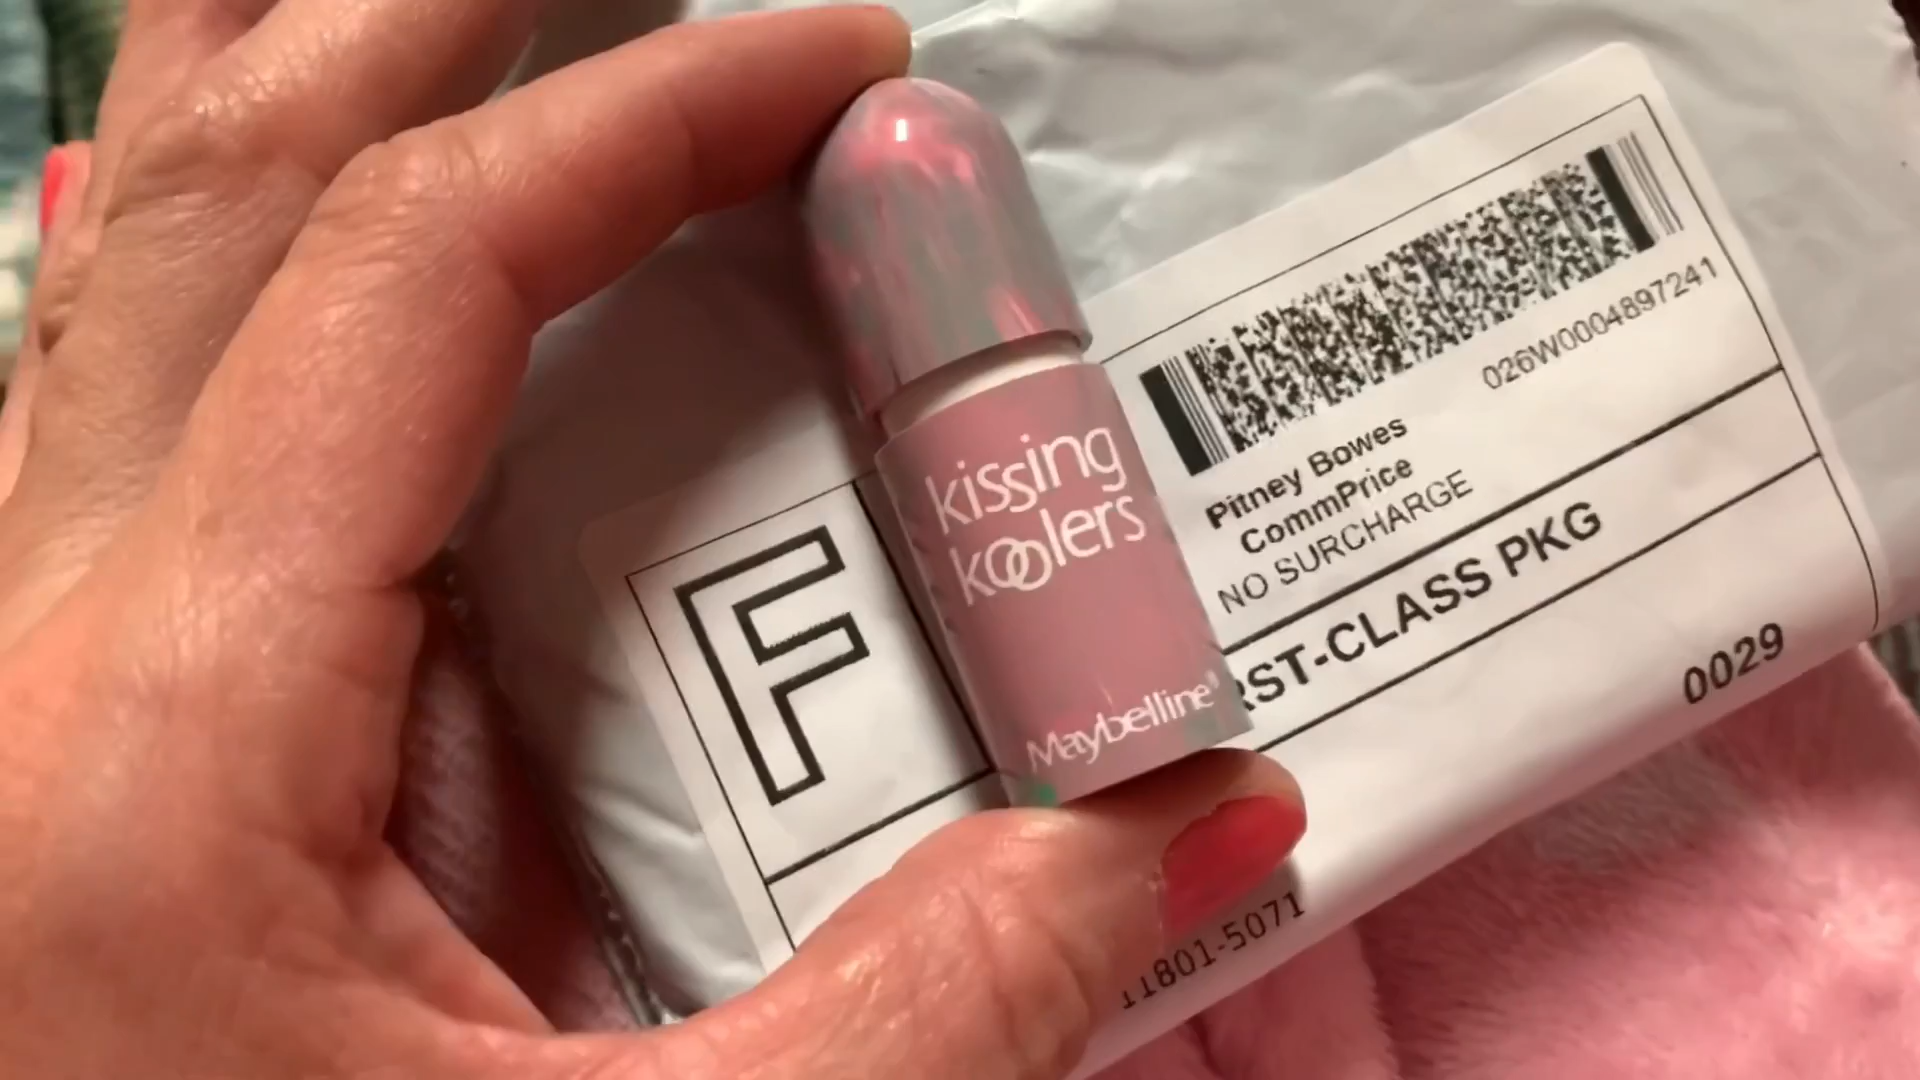 kissing
koolers
Maybelline
F
026W0004897241
Pitney Bowes
CommPrice
NO SURCHARGE
RST-CLASS PKG
0029
11801-5071